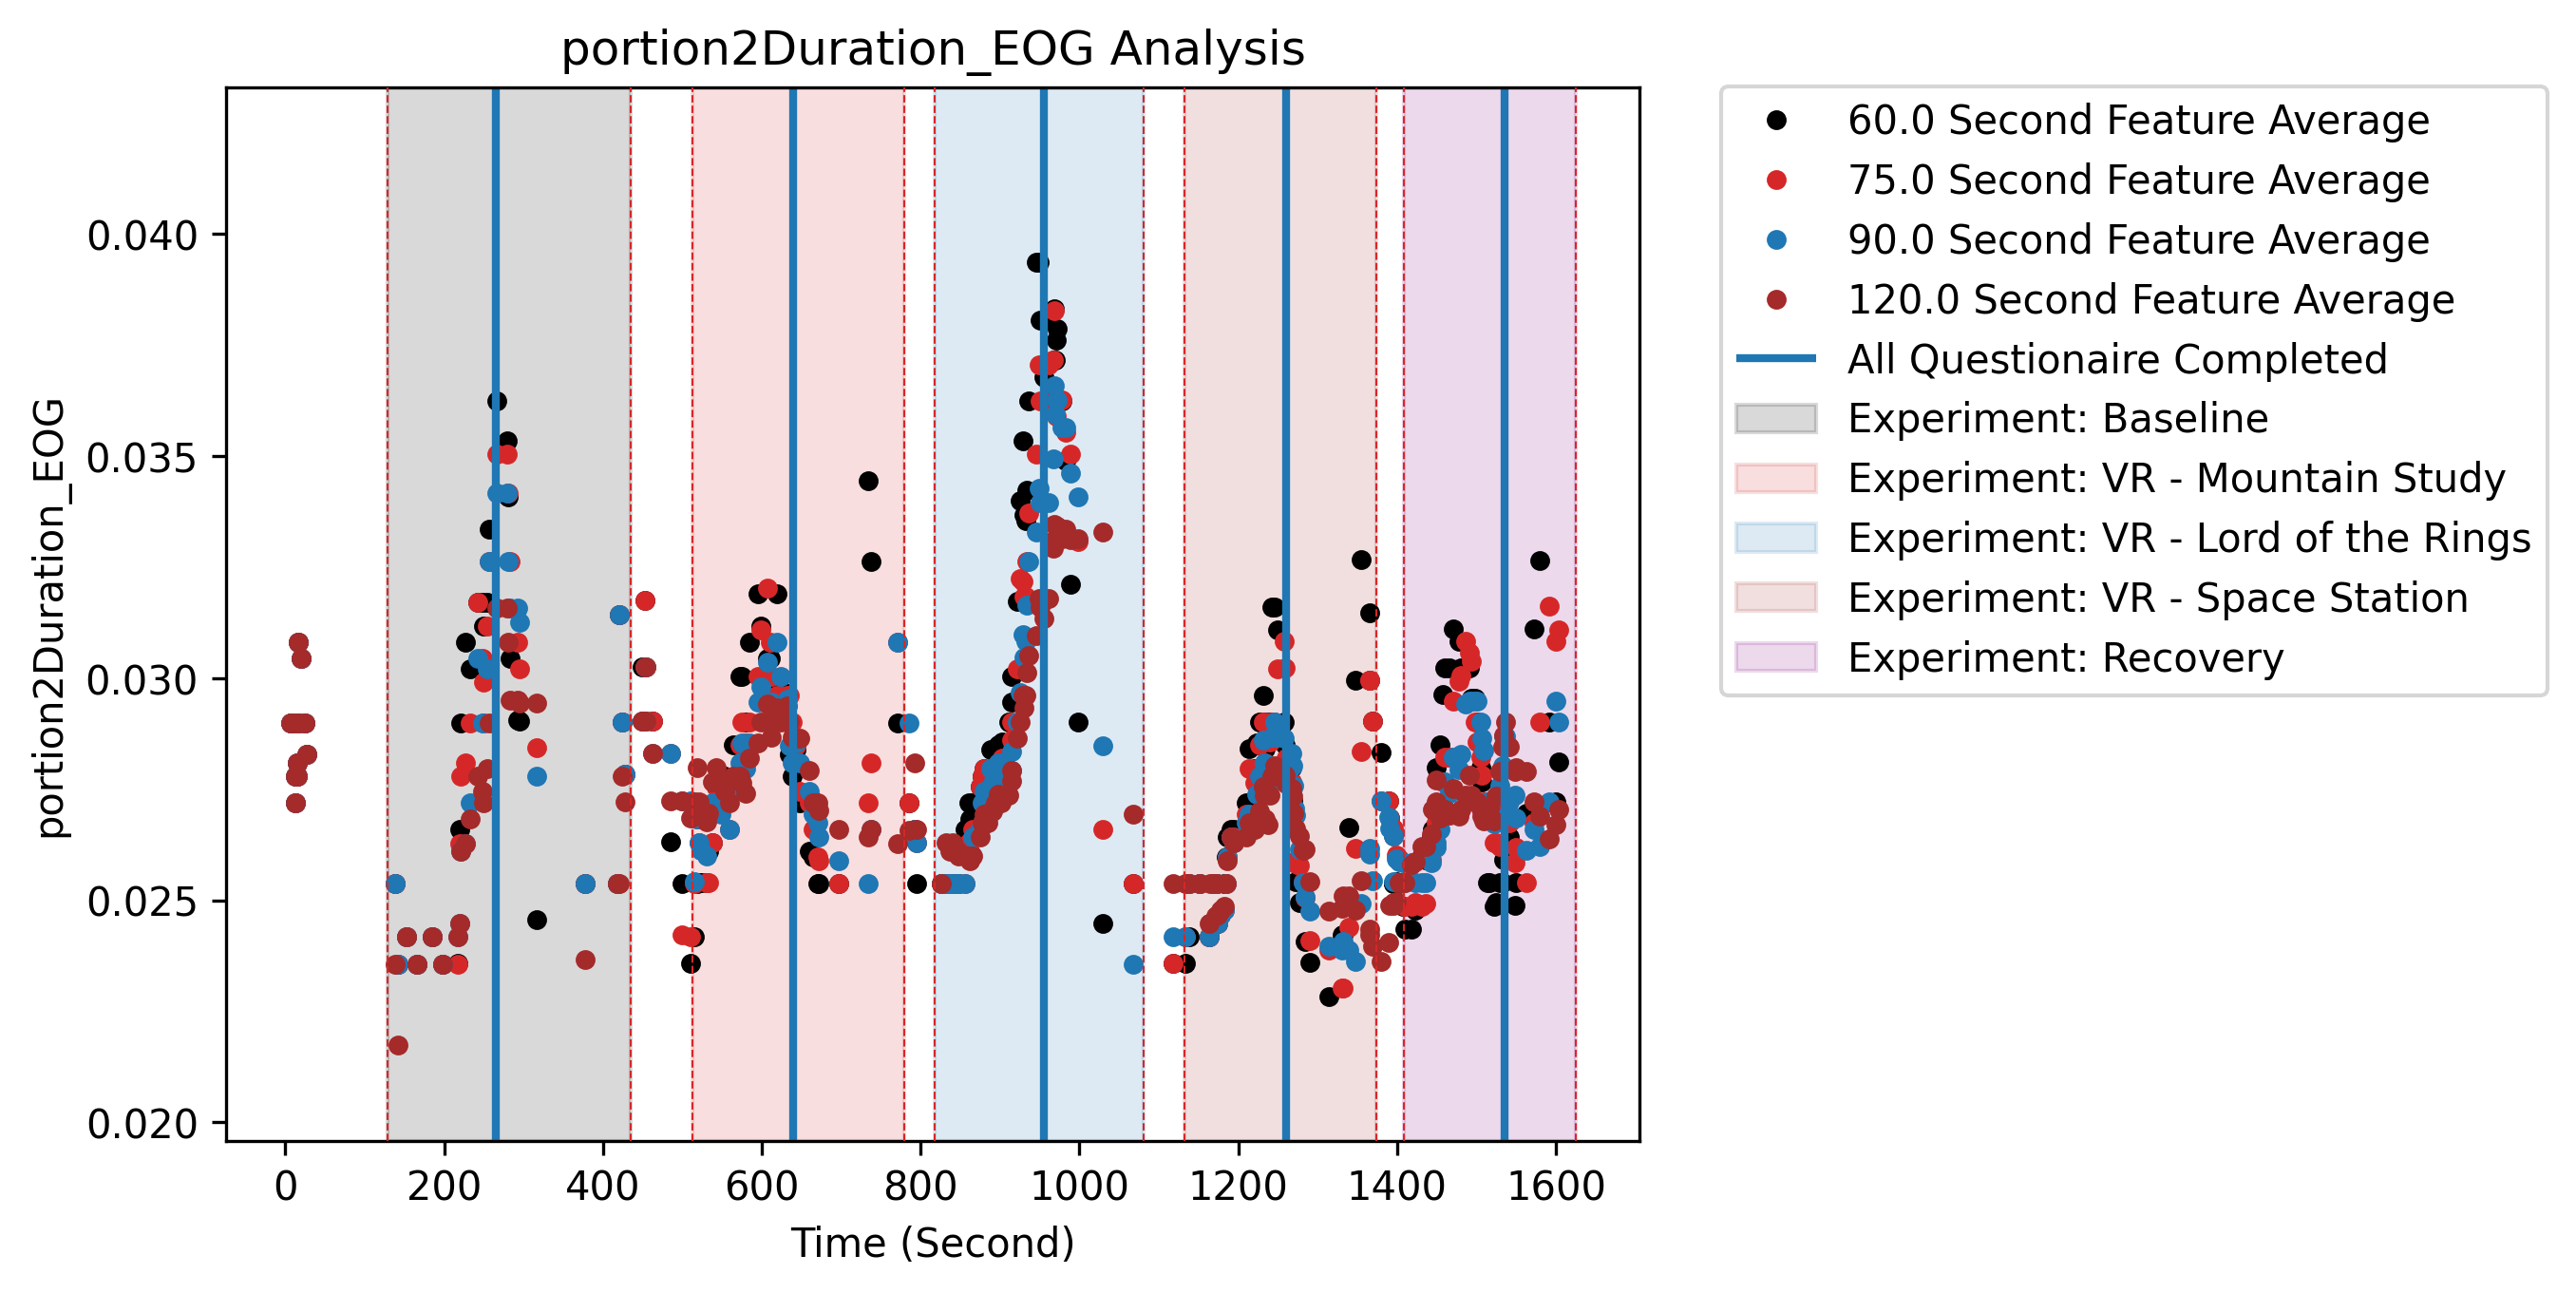 portion2Duration_EOG Analysis
60.0 Second Feature Average
75.0 Second Feature Average
90.0 Second Feature Average
120.0 Second Feature Average
All Questionaire Completed
Experiment: Baseline
Experiment: VR - Mountain Study
Experiment: VR - Lord of the Rings
Experiment: VR - Space Station
Experiment: Recovery
portion2Duration_EOG
0.040
0.035
0.030
0.025
0.020
0 200 400 600 800 1000 1200 1400 1600
Time (Second)